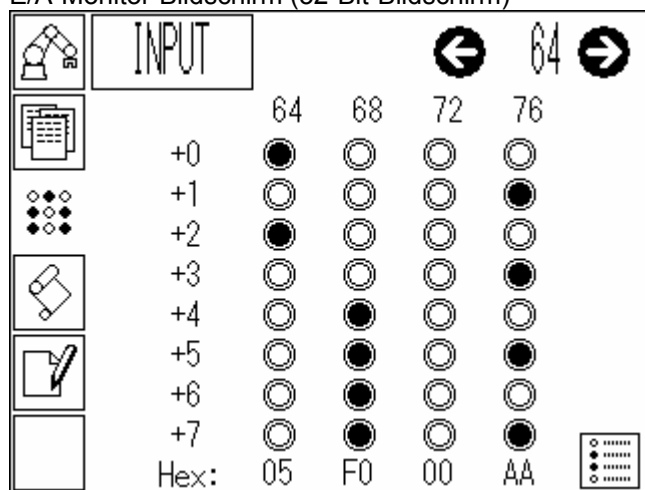 E/A-Monitor-Bildschirm (32-Bit-Bildschirm)
INPUT 64
64 68 72 76
+0
+1
+2
+3
+4
+5
+6
+7
Hex: 05 F0 00 AA